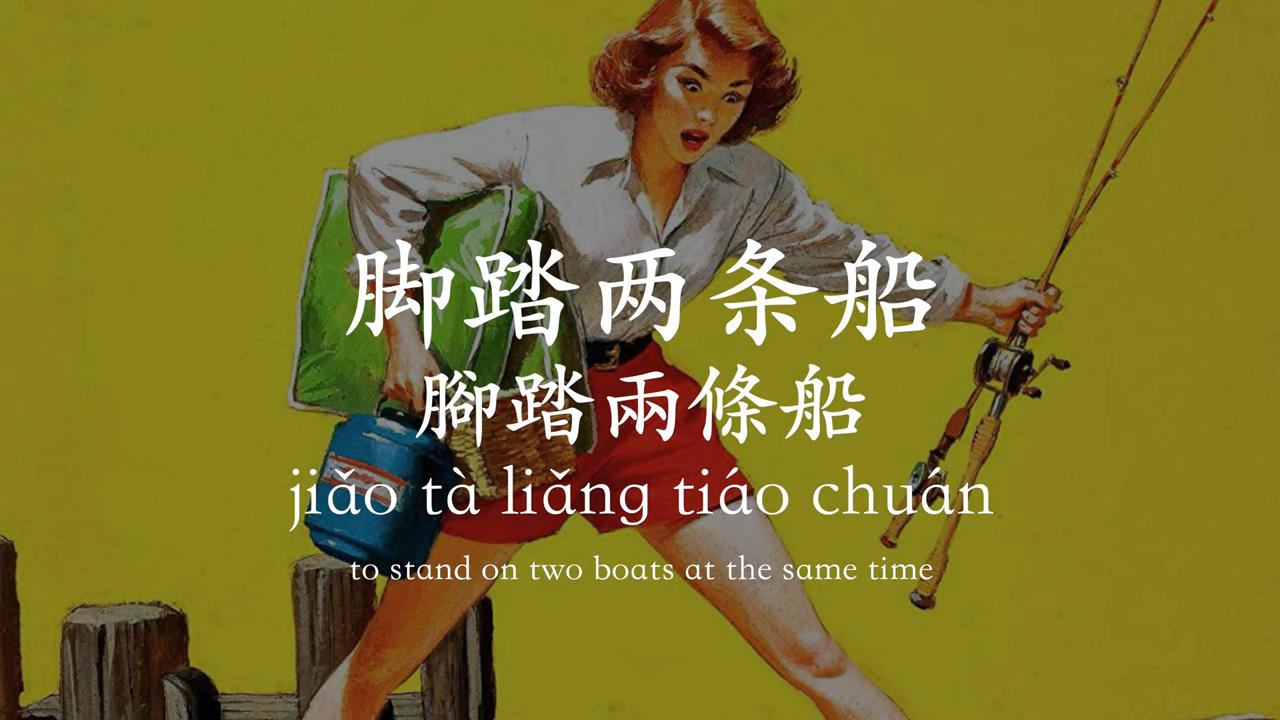 脚踏两条船
腳踏兩條船
jiǎo tà liǎng tiáo chuán
to stand on two boats at the same time